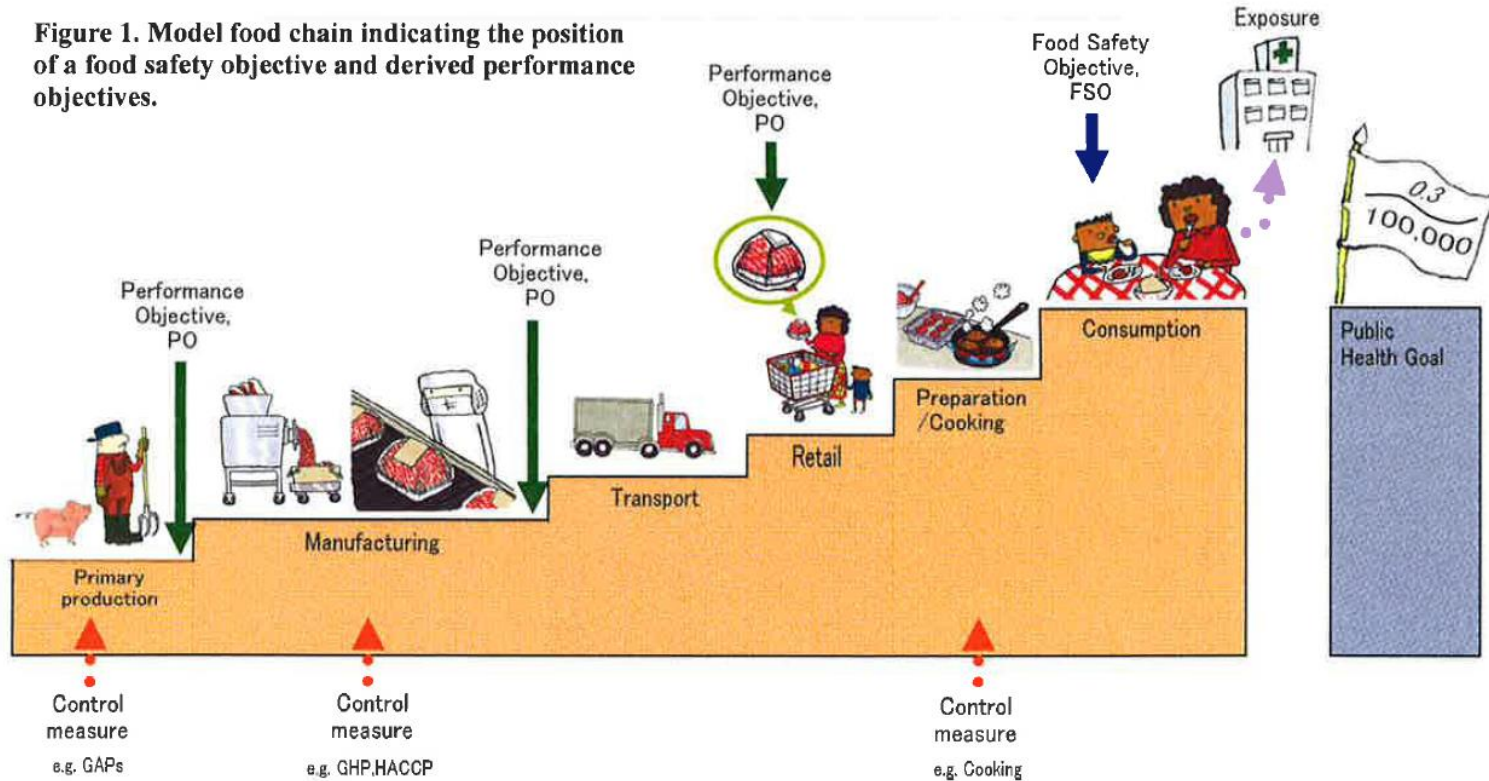 Figure 1. Model food chain indicating the position
of a food safety objective and derived performance
objectives.
Performance
Objective,
PO
Performance
Objective,
PO
Performance
Objective,
PO
Food Safety
Objective,
FSO
Exposure
0.3
100,000
Primary
production
Manufacturing
Transport
Retail
Preparation
/Cooking
Consumption
Public
Health Goal
Control
measure
e.g. GAPs
Control
measure
e.g. GHP,HACCP
Control
measure
e.g. Cooking